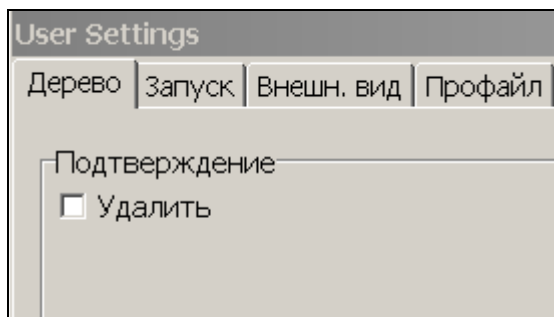 User Settings
Дерево Запуск Внешн. вид Профайл
Подтверждение
Удалить